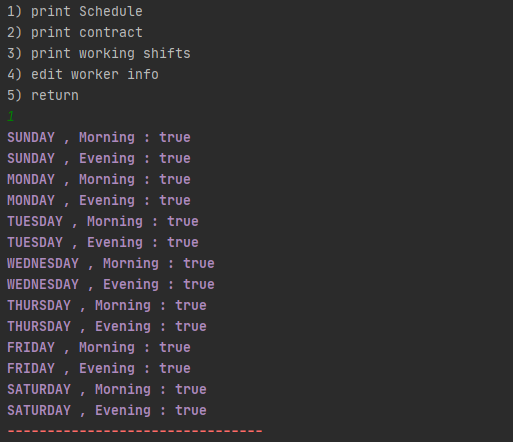 1) print Schedule
2) print contract
3) print working shifts
4) edit worker info
5) return
1
SUNDAY , Morning : true
SUNDAY , Evening : true
MONDAY , Morning : true
MONDAY , Evening : true
TUESDAY , Morning : true
TUESDAY , Evening : true
WEDNESDAY , Morning : true
WEDNESDAY , Evening : true
THURSDAY , Morning : true
THURSDAY , Evening : true
FRIDAY , Morning : true
FRIDAY , Evening : true
SATURDAY , Morning : true
SATURDAY , Evening : true
--------------------------------